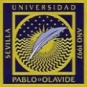 UNIVERSIDAD
SEVILLA
AÑO 1997
PABLO DE OLAVIDE